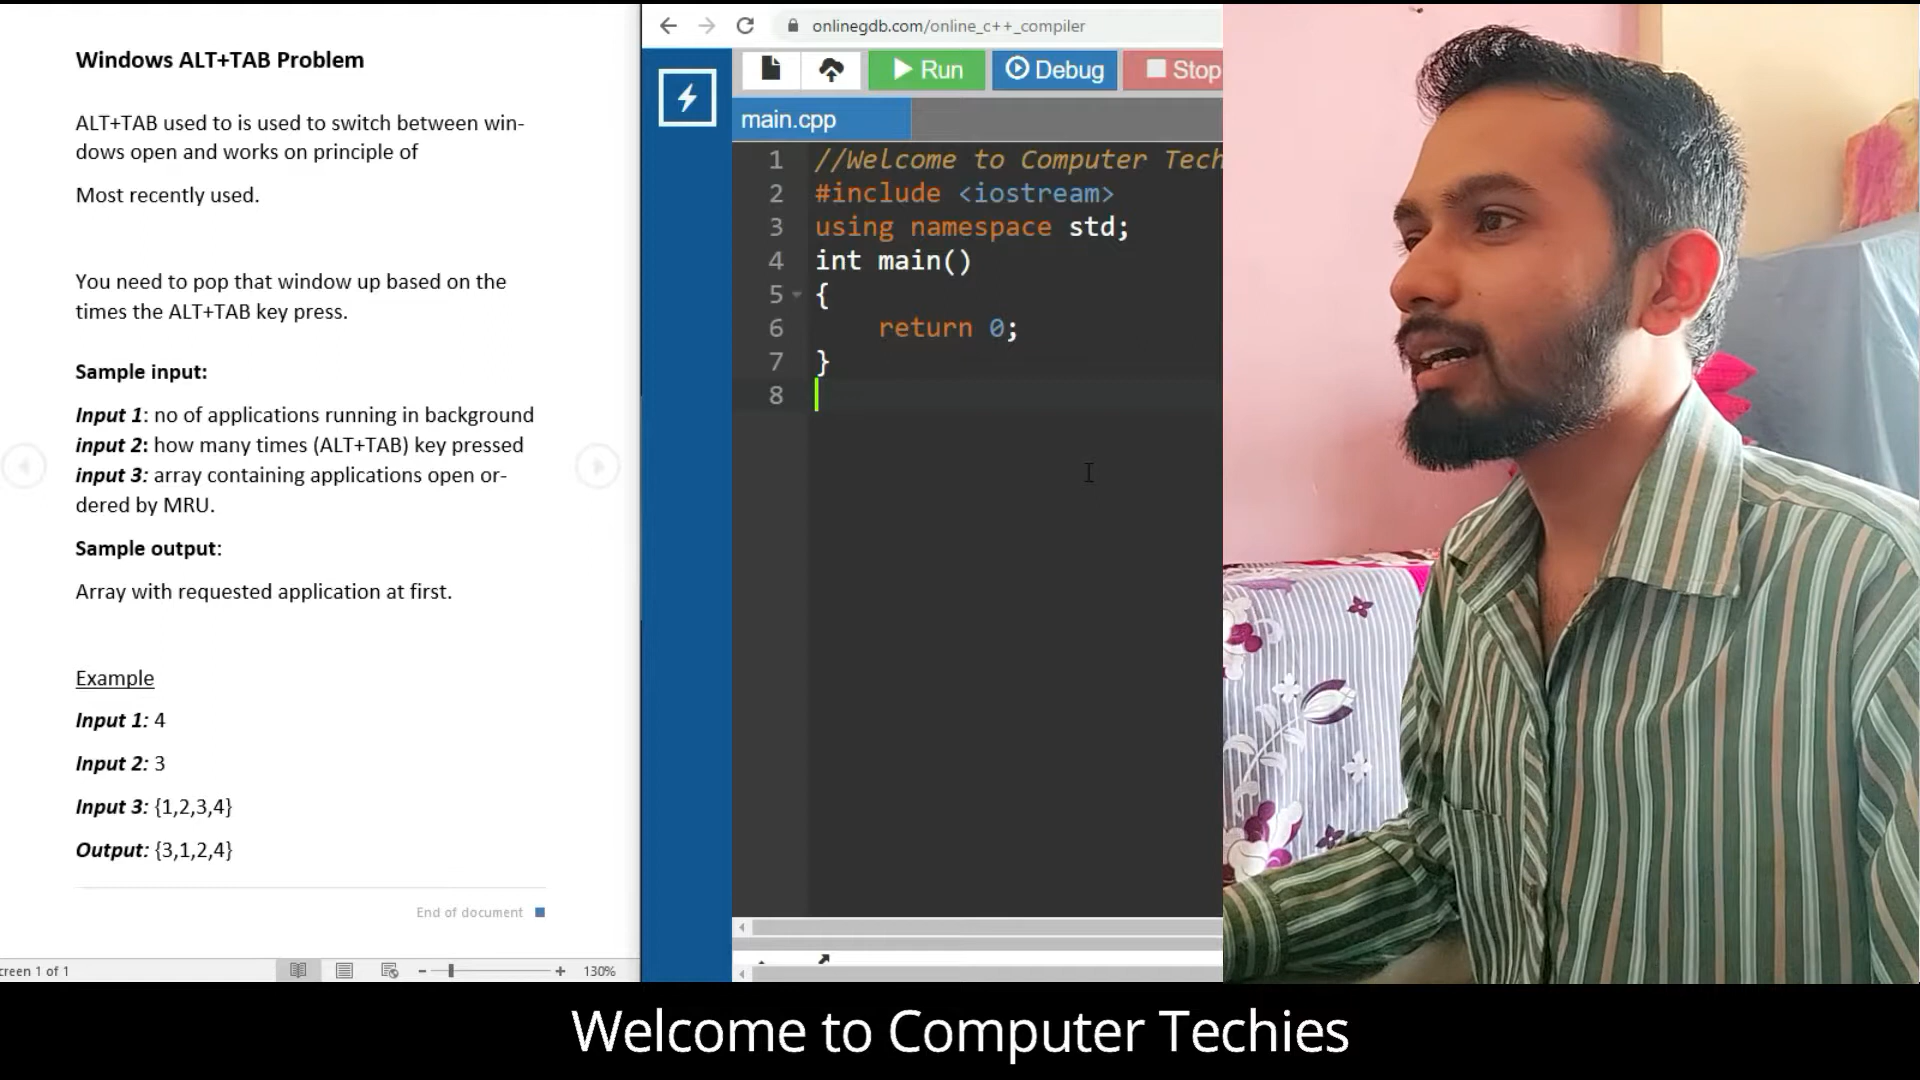 Windows ALT+TAB Problem
ALT+TAB used to is used to switch between win-
dows open and works on principle of
Most recently used.
You need to pop that window up based on the
times the ALT+TAB key press.
Sample input:
Input 1: no of applications running in background
input 2: how many times (ALT+TAB) key pressed
input 3: array containing applications open or-
dered by MRU.
Sample output:
Array with requested application at first.
Example
Input 1: 4
Input 2: 3
Input 3: {1,2,3,4}
Output: {3,1,2,4}
End of document
creen 1 of 1
130%
onlinegdb.com/online_c++_compiler
Run
Debug
Stop
main.cpp
1 //Welcome to Computer Tech
2 #include <iostream>
3 using namespace std;
4 int main()
5 {
6 return 0;
7 }
8
Welcome to Computer Techies